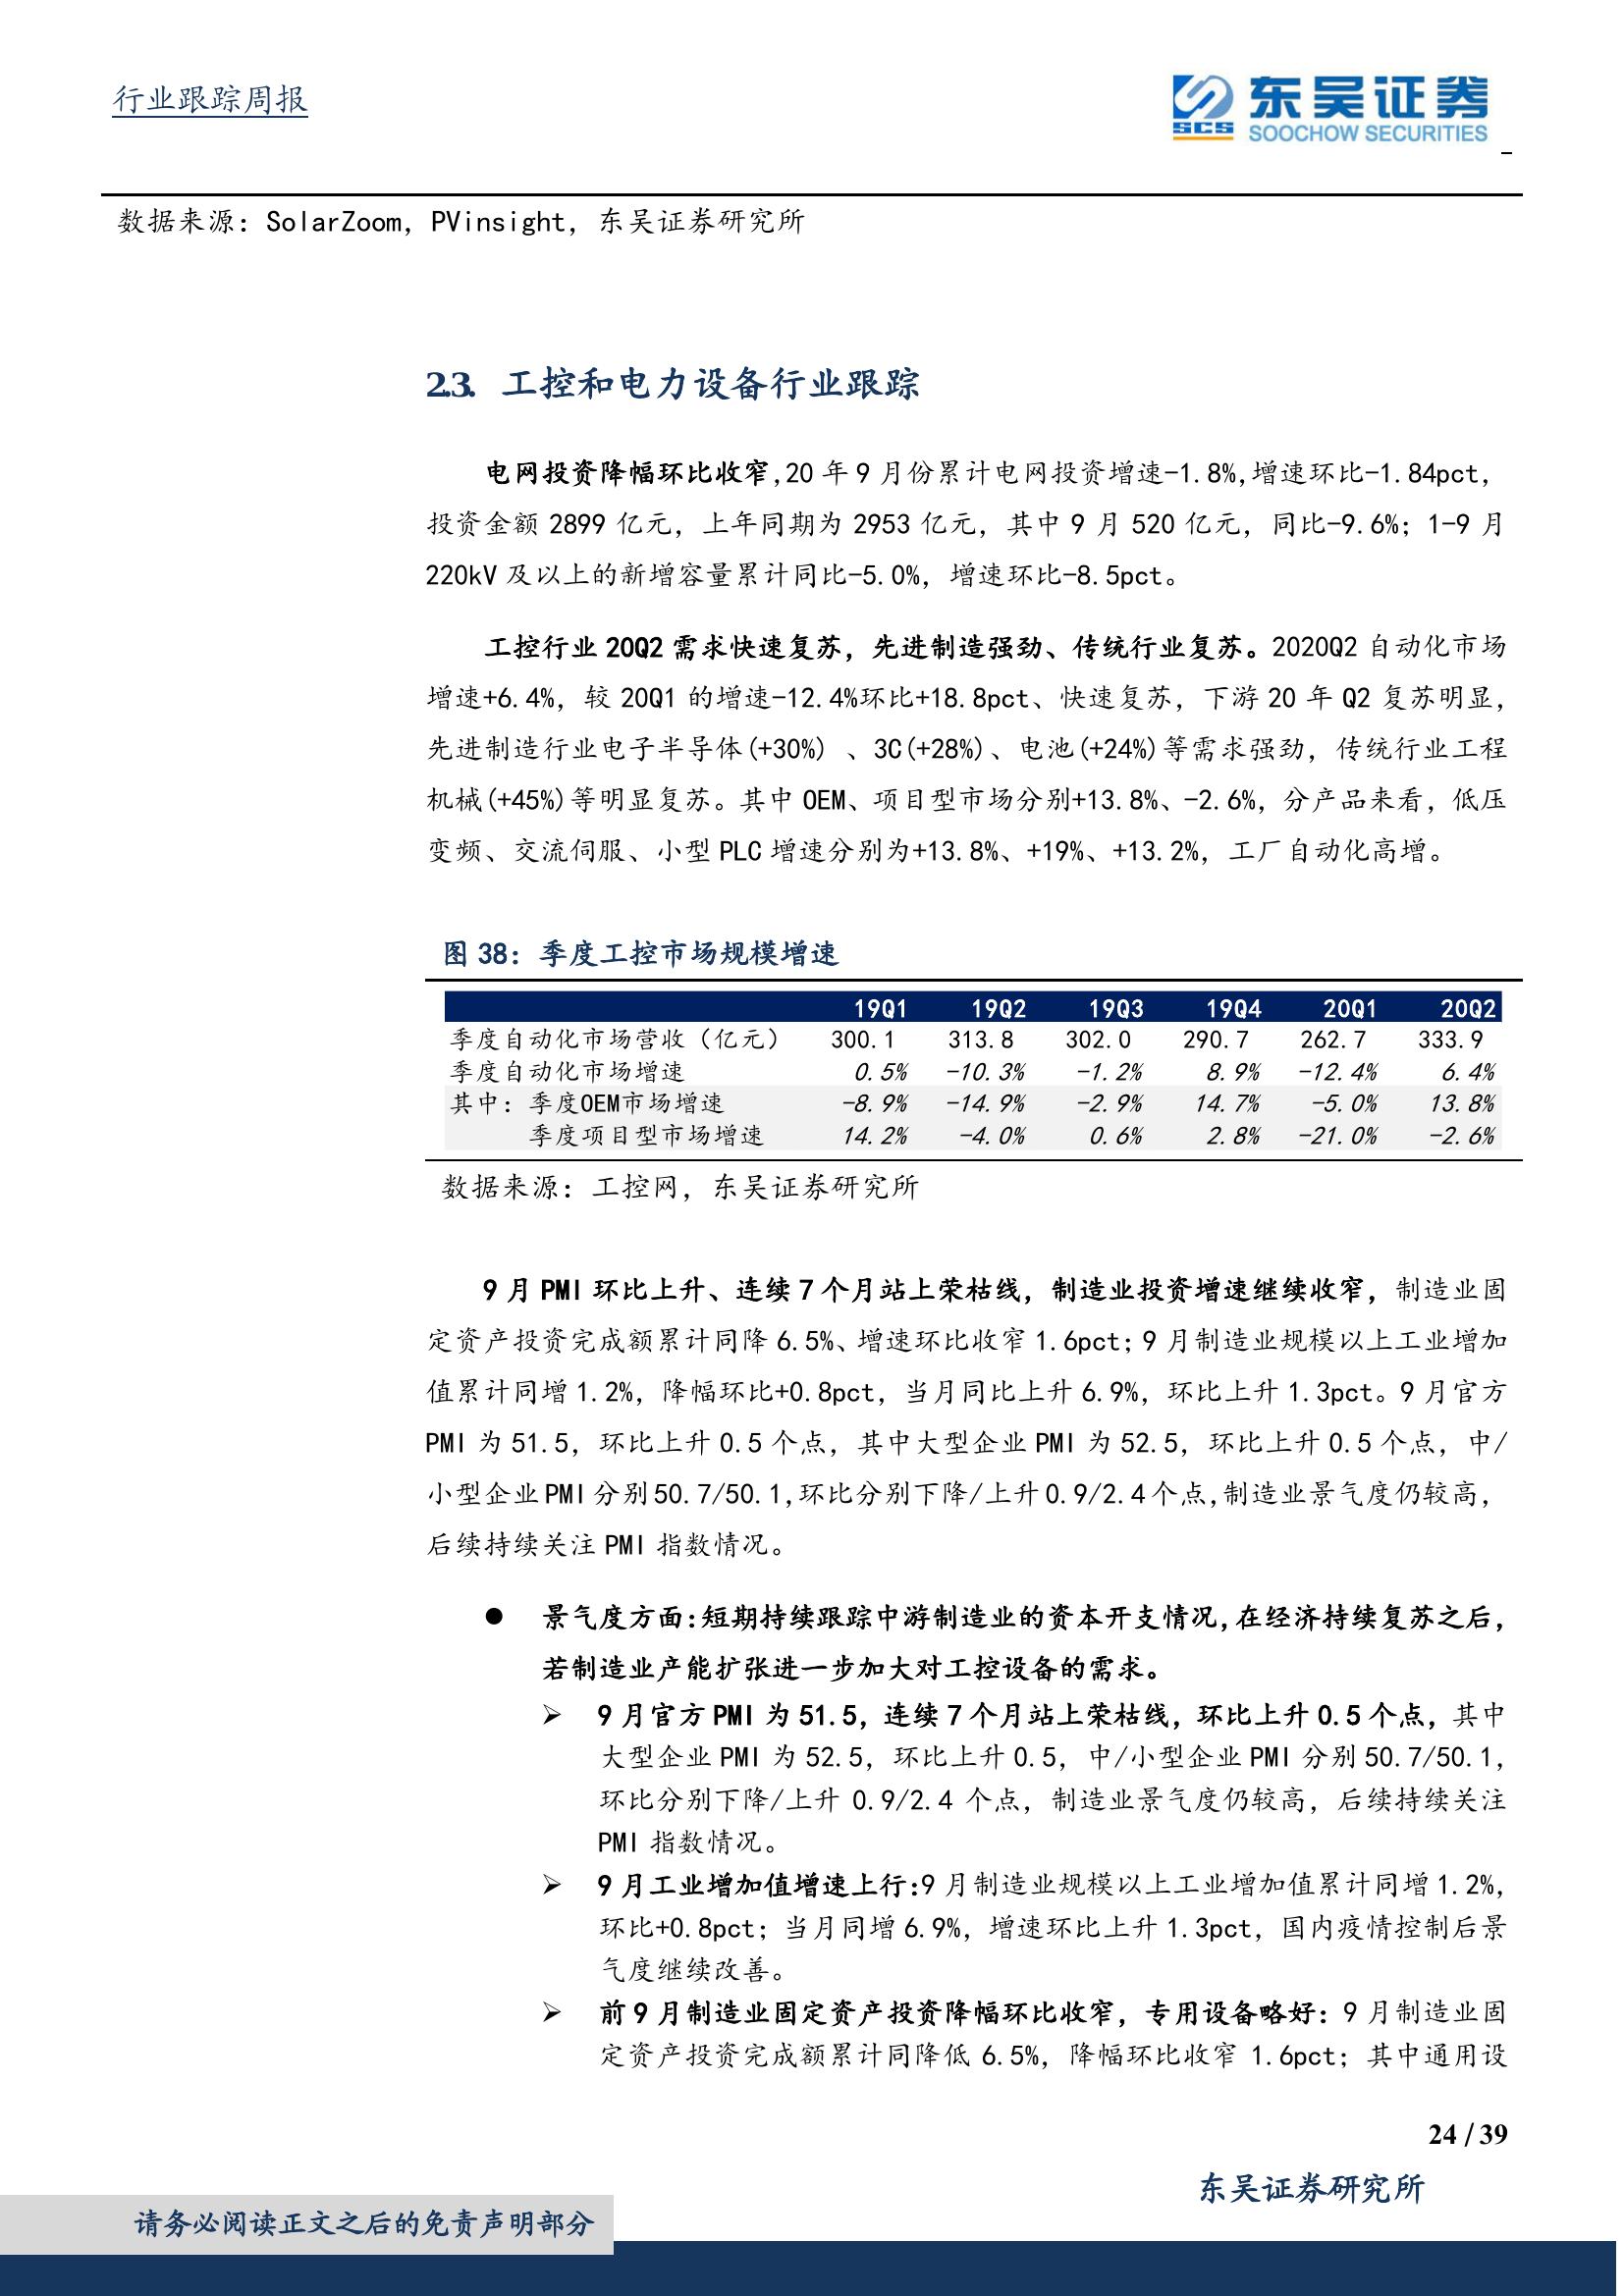 行业跟踪周报
东吴证券
SCS
SOOCHOW SECURITIES
数据来源：SolarZoom，PVinsight，东吴证券研究所
2.3. 工控和电力设备行业跟踪
电网投资降幅环比收窄,20 年 9 月份累计电网投资增速-1.8%,增速环比-1.84pct，
投资金额 2899 亿元，上年同期为 2953 亿元，其中 9 月 520 亿元，同比-9.6%；1-9 月
220kV 及以上的新增容量累计同比-5.0%，增速环比-8.5pct。
工控行业 20Q2 需求快速复苏，先进制造强劲、传统行业复苏。2020Q2 自动化市场
增速+6.4%，较 20Q1 的增速-12.4%环比+18.8pct、快速复苏，下游 20 年 Q2 复苏明显，
先进制造行业电子半导体(+30%) 、3C(+28%)、电池(+24%)等需求强劲，传统行业工程
机械(+45%)等明显复苏。其中 OEM、项目型市场分别+13.8%、-2.6%，分产品来看，低压
变频、交流伺服、小型 PLC 增速分别为+13.8%、+19%、+13.2%，工厂自动化高增。
图 38：季度工控市场规模增速
19Q1 19Q2 19Q3 19Q4 20Q1 20Q2
季度自动化市场营收（亿元） 300.1 313.8 302.0 290.7 262.7 333.9
季度自动化市场增速 0.5% -10.3% -1.2% 8.9% -12.4% 6.4%
其中：季度OEM市场增速 -8.9% -14.9% -2.9% 14.7% -5.0% 13.8%
季度项目型市场增速 14.2% -4.0% 0.6% 2.8% -21.0% -2.6%
数据来源：工控网，东吴证券研究所
9 月 PMI 环比上升、连续 7 个月站上荣枯线，制造业投资增速继续收窄，制造业固
定资产投资完成额累计同降 6.5%、增速环比收窄 1.6pct；9 月制造业规模以上工业增加
值累计同增 1.2%，降幅环比+0.8pct，当月同比上升 6.9%，环比上升 1.3pct。9 月官方
PMI 为 51.5，环比上升 0.5 个点，其中大型企业 PMI 为 52.5，环比上升 0.5 个点，中/
小型企业 PMI 分别 50.7/50.1,环比分别下降/上升 0.9/2.4 个点,制造业景气度仍较高，
后续持续关注 PMI 指数情况。
● 景气度方面:短期持续跟踪中游制造业的资本开支情况,在经济持续复苏之后，
若制造业产能扩张进一步加大对工控设备的需求。
➢ 9 月官方 PMI 为 51.5，连续 7 个月站上荣枯线，环比上升 0.5 个点，其中
大型企业 PMI 为 52.5，环比上升 0.5，中/小型企业 PMI 分别 50.7/50.1，
环比分别下降/上升 0.9/2.4 个点，制造业景气度仍较高，后续持续关注
PMI 指数情况。
➢ 9 月工业增加值增速上行:9 月制造业规模以上工业增加值累计同增 1.2%，
环比+0.8pct；当月同增 6.9%，增速环比上升 1.3pct，国内疫情控制后景
气度继续改善。
➢ 前 9 月制造业固定资产投资降幅环比收窄，专用设备略好：9 月制造业固
定资产投资完成额累计同降低 6.5%，降幅环比收窄 1.6pct；其中通用设
24 / 39
东吴证券研究所
请务必阅读正文之后的免责声明部分